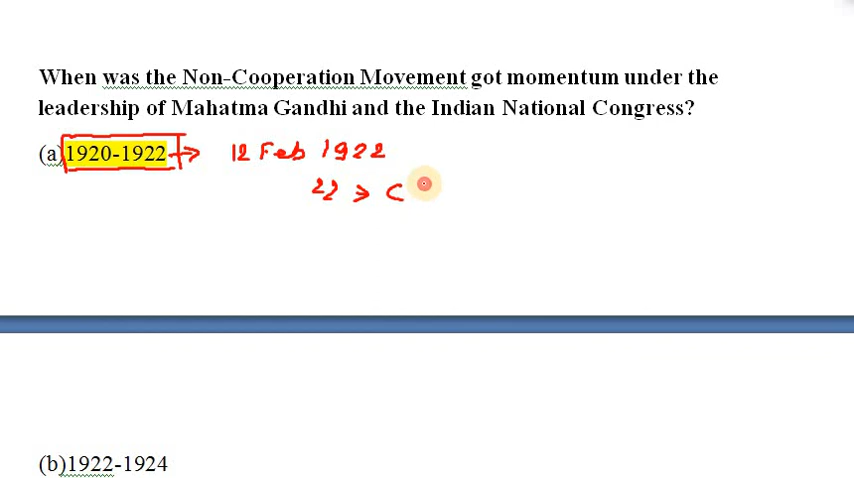 When was the Non-Cooperation Movement got momentum under the
leadership of Mahatma Gandhi and the Indian National Congress?
(a) 1920-1922 → 12 Feb 1922
22 > C
(b)1922-1924